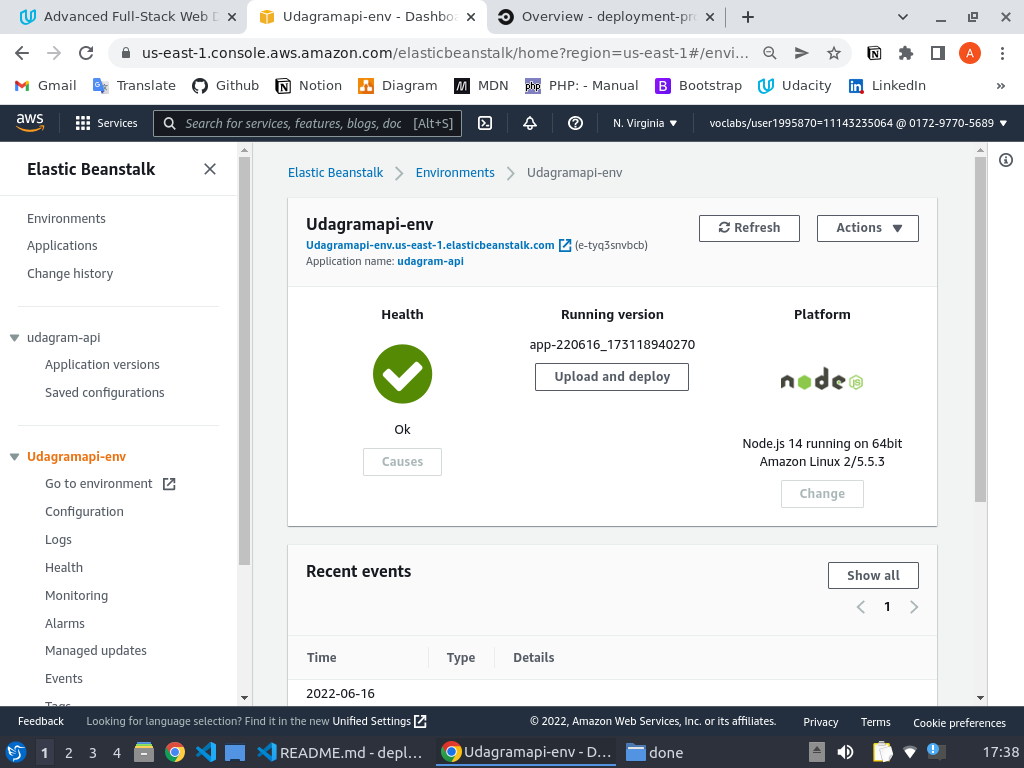 Advanced Full-Stack Web D
Udagramapi-env - Dashbo
Overview - deployment-pr
us-east-1.console.aws.amazon.com/elasticbeanstalk/home?region=us-east-1#/envi...
A
Gmail
Translate
Github
Notion
Diagram
M
MDN
php
PHP: - Manual
B
Bootstrap
Udacity
in
LinkedIn
»
aws
Services
Search for services, features, blogs, doc
[Alt+S]
N. Virginia
voclabs/user1995870=11143235064 @ 0172-9770-5689
Elastic Beanstalk
Environments
Applications
Change history
udagram-api
Application versions
Saved configurations
Udagramapi-env
Go to environment
Configuration
Logs
Health
Monitoring
Alarms
Managed updates
Events
Tags
Elastic Beanstalk
Environments
Udagramapi-env
Udagramapi-env
Udagramapi-env.us-east-1.elasticbeanstalk.com (e-tyq3snvbcb)
Application name: udagram-api
Refresh
Actions
Health
Ok
Causes
Running version
app-220616_173118940270
Upload and deploy
Platform
node
JS
Node.js 14 running on 64bit
Amazon Linux 2/5.5.3
Change
Recent events
Show all
1
Time
Type
Details
2022-06-16
Feedback
Looking for language selection? Find it in the new Unified Settings
© 2022, Amazon Web Services, Inc. or its affiliates.
Privacy
Terms
Cookie preferences
1
2
3
4
README.md - depl...
Udagramapi-env - D...
done
17:38